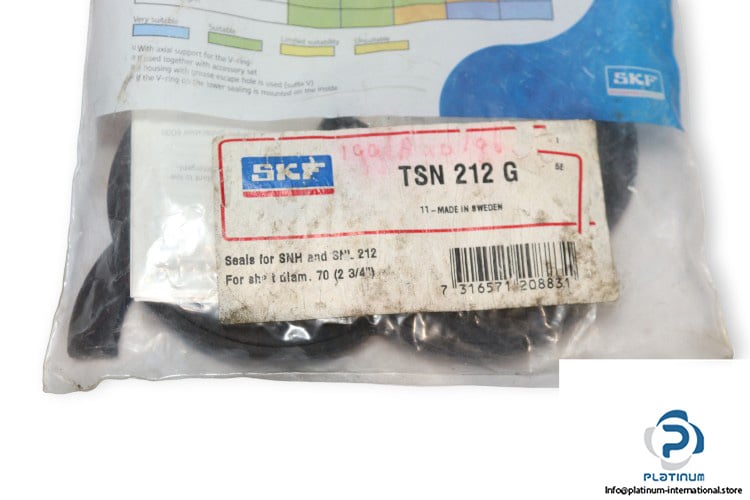 Very suitable
Suitable
Limited suitability
Unsuitable
With axial support for the V-ring
If used together with accessory set
housing with grease escape hole is used (suffix V)
if the V-ring on the lower sealing is mounted on the inside
SKF
SKF
TSN 212 G
11-MADE IN SWEDEN
Seals for SNH and SNL 212
For shaft diam. 70 (2 3/4")
7 316571 208831
PLATINUM
Info@platinum-international.store